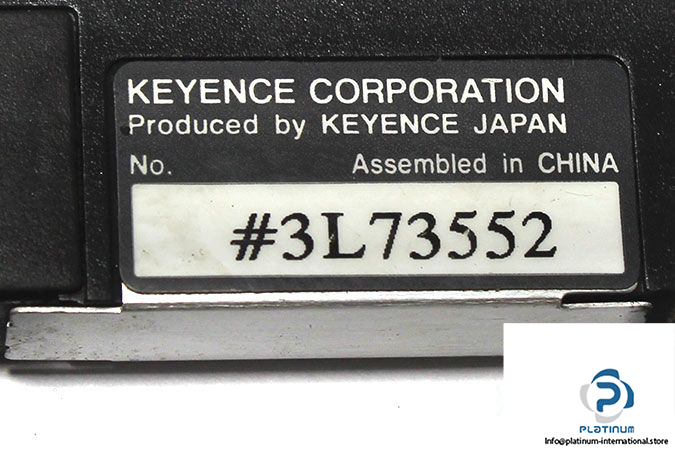 KEYENCE CORPORATION
Produced by KEYENCE JAPAN
No. Assembled in CHINA
#3L73552
PLATINUM
Info@platinum-international.store